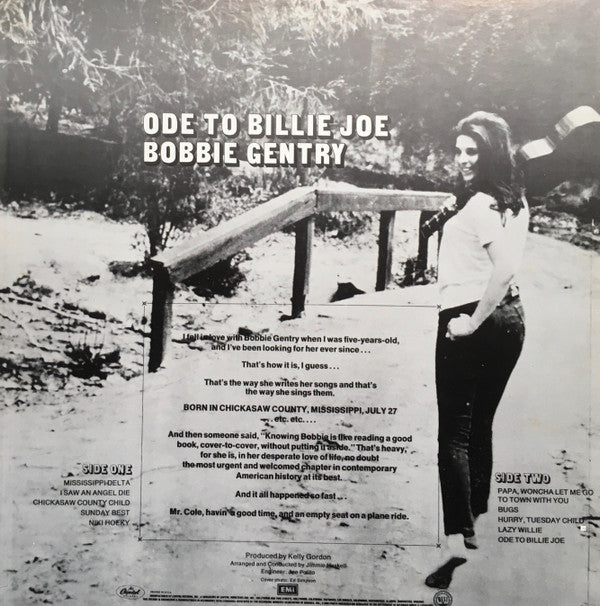 ODE TO BILLIE JOE
BOBBIE GENTRY
I fell in love with Bobbie Gentry when I was five-years-old,
and I've been looking for her ever since . . .
That's how it is, I guess . . .
That's the way she writes her songs and that's
the way she sings them.
BORN IN CHICKASAW COUNTY, MISSISSIPPI, JULY 27
. . . etc. etc. . . .
And then someone said, "Knowing Bobbie is like reading a good
book, cover-to-cover, without putting it aside." That's heavy,
for she is, in her desperate love of life, no doubt
the most urgent and welcomed chapter in contemporary
American history at its best.
And it all happened so fast . . .
Mr. Cole, havin' a good time, and an empty seat on a plane ride.
SIDE ONE
MISSISSIPPI DELTA
I SAW AN ANGEL DIE
CHICKASAW COUNTY CHILD
SUNDAY BEST
NIKI HOEKY
SIDE TWO
PAPA, WONCHA LET ME GO
TO TOWN WITH YOU
BUGS
HURRY, TUESDAY CHILD
LAZY WILLIE
ODE TO BILLIE JOE
Produced by Kelly Gordon
Arranged and Conducted by Jimmie Haskell
Engineer: Joe Polito
Cover photo: Ed Simpson
Capitol
EMI